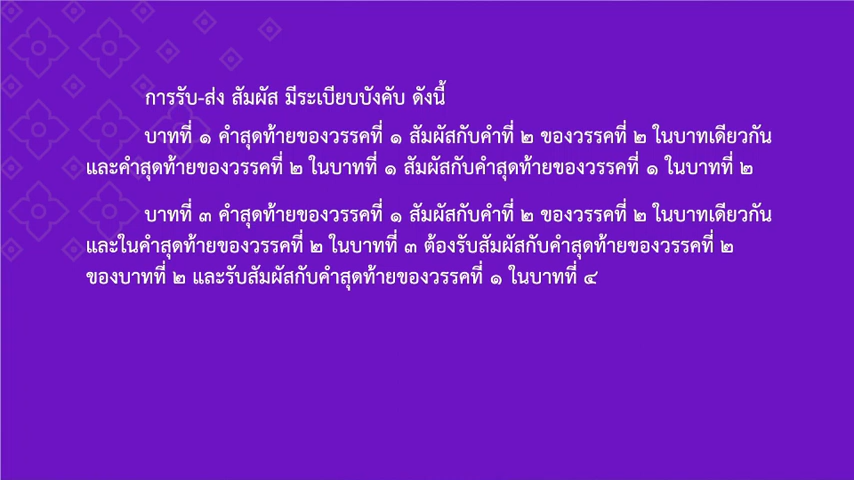 การรับ-ส่ง สัมผัส มีระเบียบบังคับ ดังนี้
บาทที่ ๑ คำสุดท้ายของวรรคที่ ๑ สัมผัสกับคำที่ ๒ ของวรรคที่ ๒ ในบาทเดียวกัน
และคำสุดท้ายของวรรคที่ ๒ ในบาทที่ ๑ สัมผัสกับคำสุดท้ายของวรรคที่ ๑ ในบาทที่ ๒
บาทที่ ๓ คำสุดท้ายของวรรคที่ ๑ สัมผัสกับคำที่ ๒ ของวรรคที่ ๒ ในบาทเดียวกัน
และในคำสุดท้ายของวรรคที่ ๒ ในบาทที่ ๓ ต้องรับสัมผัสกับคำสุดท้ายของวรรคที่ ๒
ของบาทที่ ๒ และรับสัมผัสกับคำสุดท้ายของวรรคที่ ๑ ในบาทที่ ๔